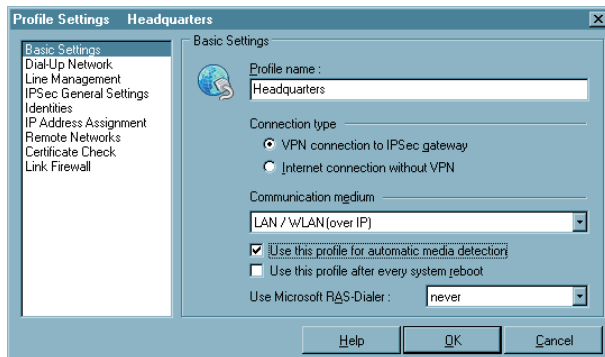 Profile Settings Headquarters
Basic Settings
Dial-Up Network
Line Management
IPSec General Settings
Identities
IP Address Assignment
Remote Networks
Certificate Check
Link Firewall
Basic Settings
Profile name :
Headquarters
Connection type
VPN connection to IPSec gateway
Internet connection without VPN
Communication medium
LAN / WLAN(over IP)
Use this profile for automatic media detection
Use this profile after every system reboot
Use Microsoft RAS-Dialer : never
Help OK Cancel